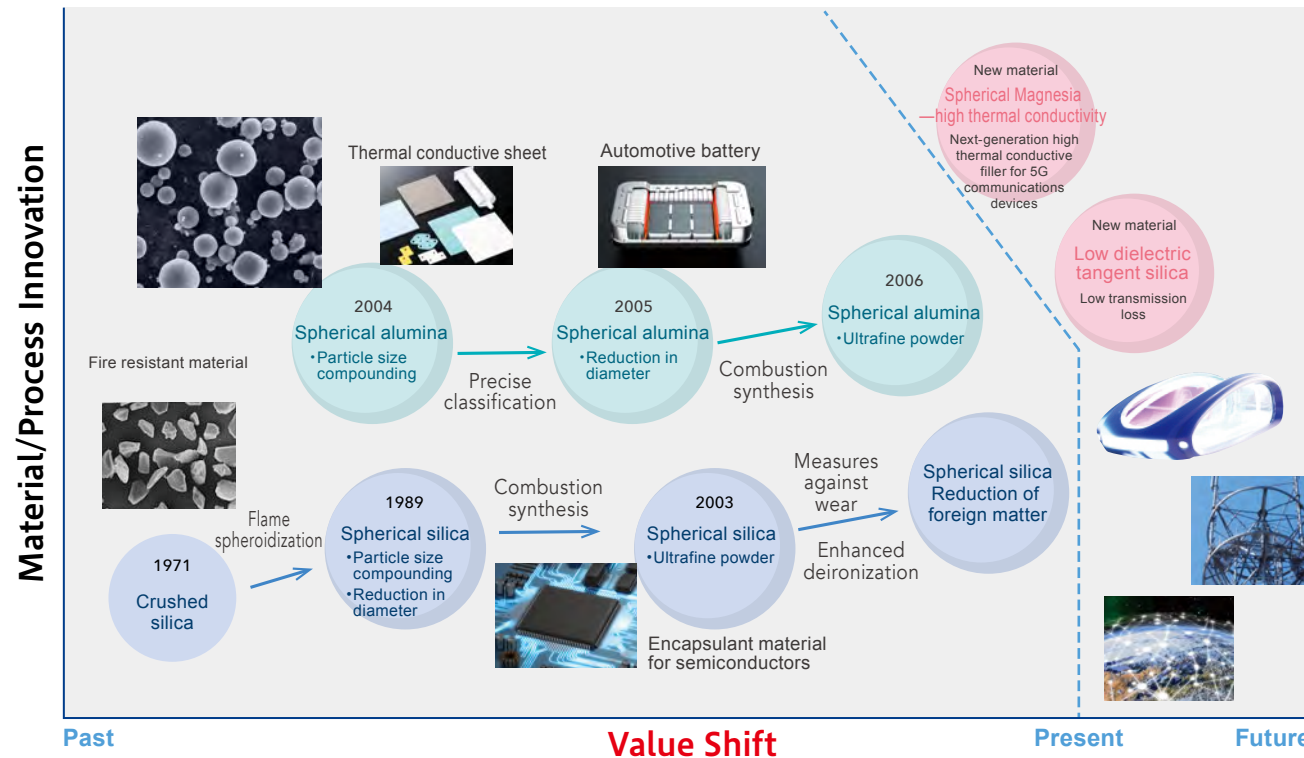 Material/Process Innovation
New material
Spherical Magnesia
—high thermal conductivity
Next-generation high
thermal conductive
filler for 5G
communications
devices
New material
Low dielectric
tangent silica
Low transmission
loss
Thermal conductive sheet
Automotive battery
2004
Spherical alumina
・Particle size
compounding
Precise
classification
2005
Spherical alumina
・Reduction in
diameter
Combustion
synthesis
2006
Spherical alumina
・Ultrafine powder
Fire resistant material
1971
Crushed
silica
Flame
spheroidization
1989
Spherical silica
・Particle size
compounding
・Reduction in
diameter
Combustion
synthesis
2003
Spherical silica
・Ultrafine powder
Encapsulant material
for semiconductors
Measures
against
wear
Enhanced
deironization
Spherical silica
Reduction of
foreign matter
Past
Value Shift
Present
Future